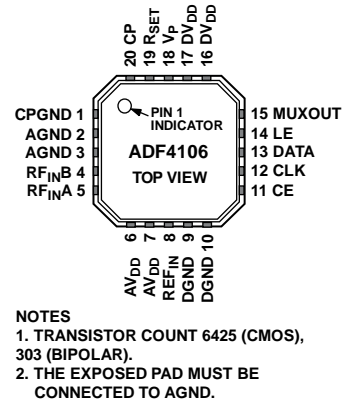 20 CP
19 RSET
18 VP
17 DVDD
16 DVDD
CPGND 1
AGND 2
AGND 3
RFINB 4
RFINA 5
PIN 1
INDICATOR
ADF4106
TOP VIEW
15 MUXOUT
14 LE
13 DATA
12 CLK
11 CE
AVDD 6
AVDD 7
REFIN 8
DGND 9
DGND 10
NOTES
1. TRANSISTOR COUNT 6425 (CMOS),
303 (BIPOLAR).
2. THE EXPOSED PAD MUST BE
CONNECTED TO AGND.